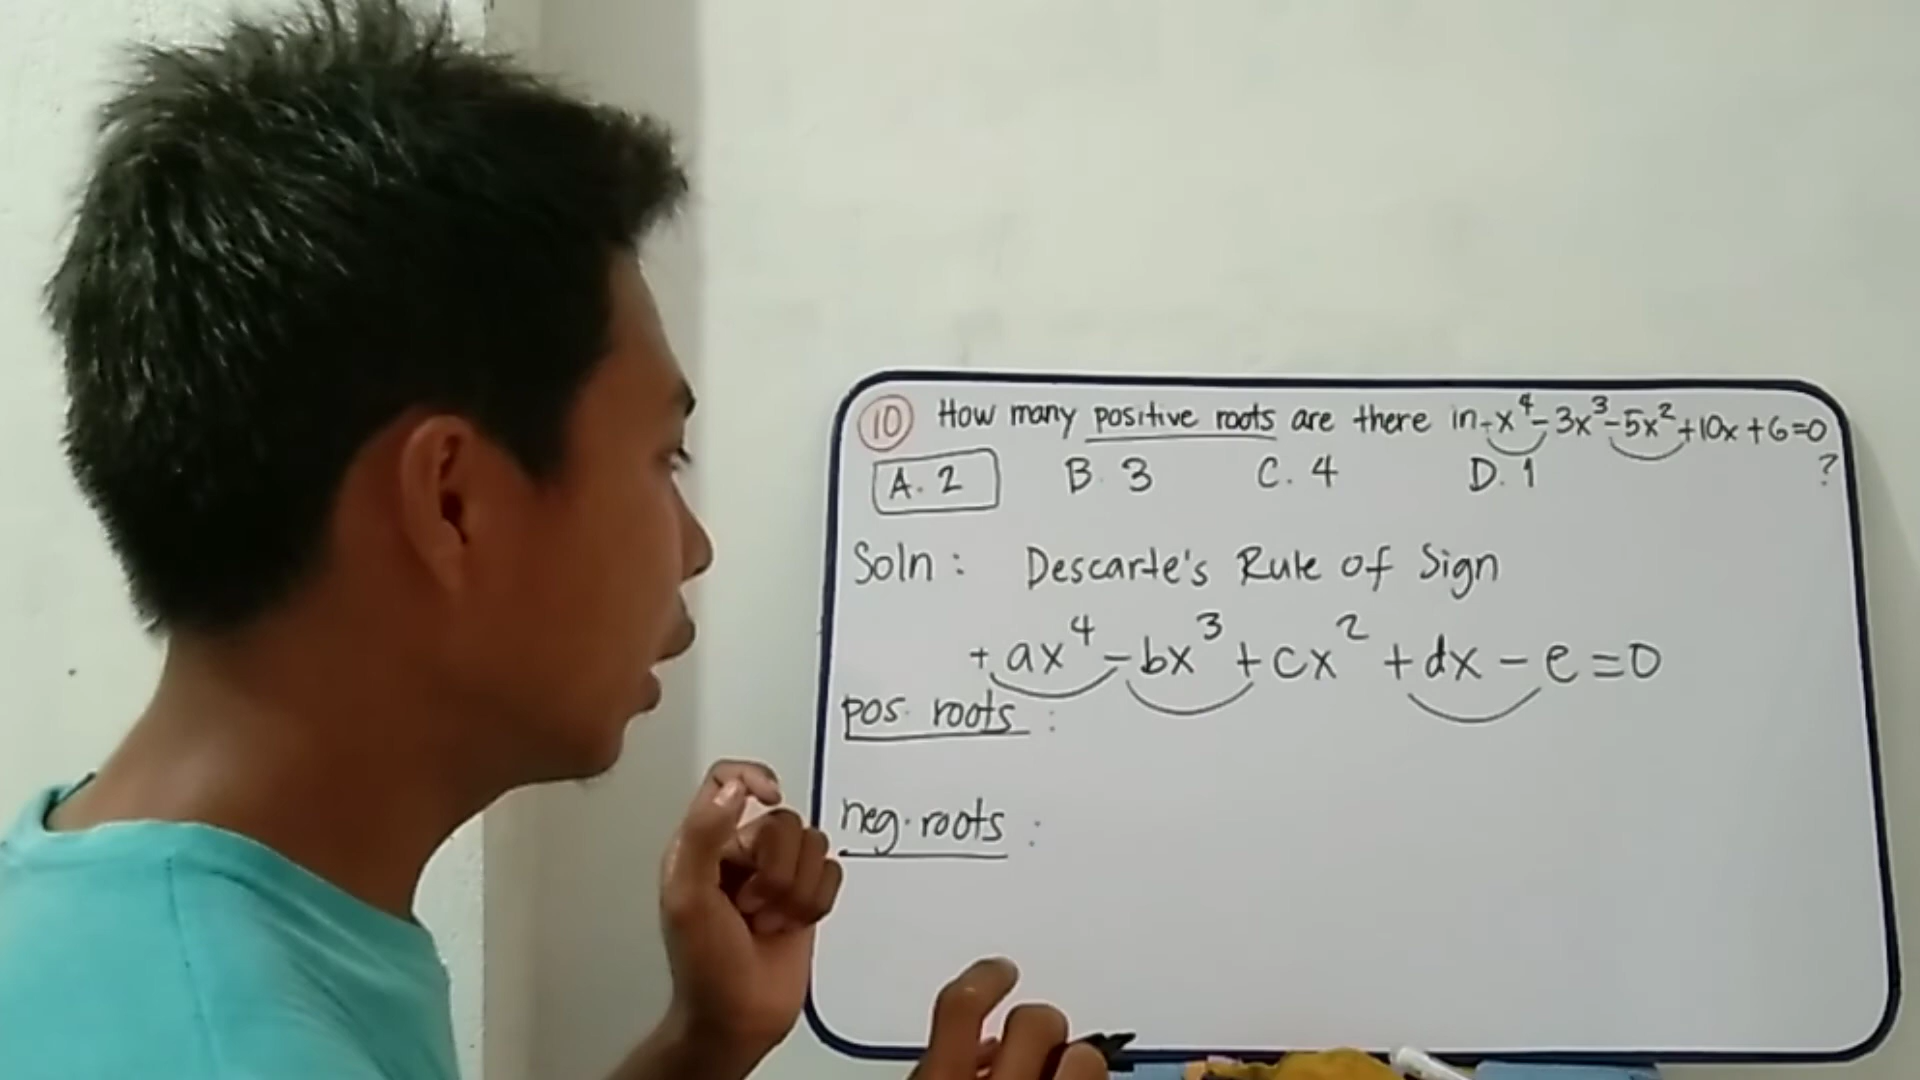 10 How many positive roots are there in +x⁴-3x³-5x²+10x+6=0
?
A. 2 B. 3 C. 4 D. 1
Soln : Descarte's Rule of Sign
+ax⁴-bx³+cx²+dx-e=0
pos. roots :
neg. roots :